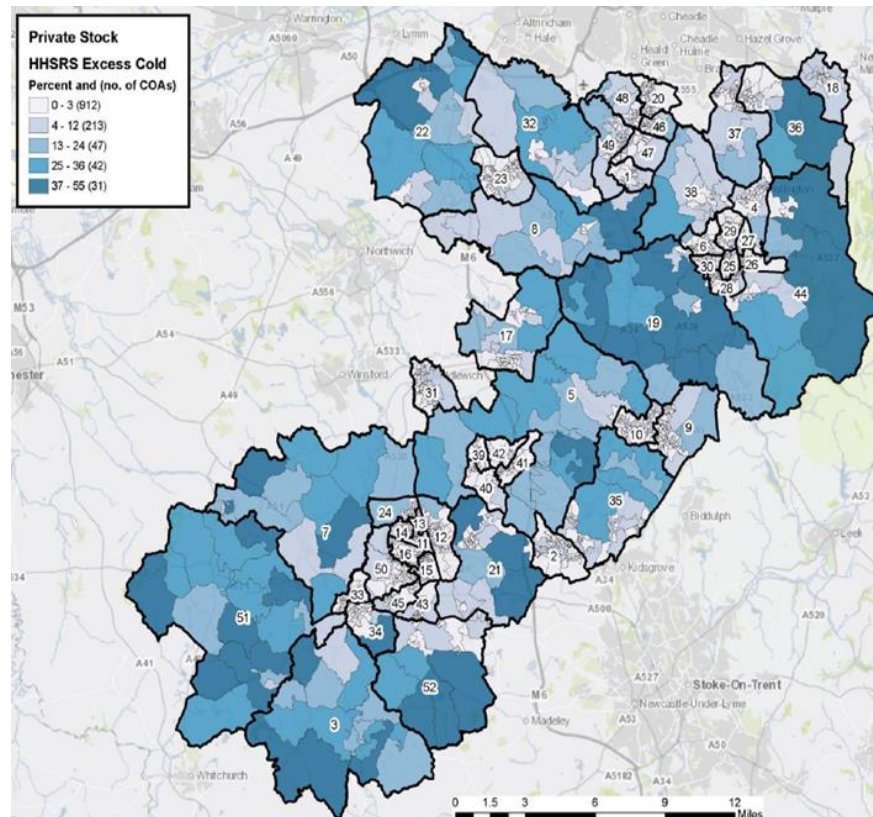 Private Stock
HHSRS Excess Cold
Percent and (no. of COAs)
0 - 3 (912)
4 - 12 (213)
13 - 24 (47)
25 - 36 (42)
37 - 55 (31)
Warrington
Lymm
A56
Altrincham
Hale
Cheadle
Cheadle
Hulme
Hazel Grove
A5060
A50
Heald
Green
A555
48
20
18
46
32
37
36
49
47
22
A56
A49
23
1
38
4
8
29
27
6
Northwich
M6
30
25
26
A556
28
44
M53
19
A54
17
A533
A51
Winsford
31
5
A49
10
9
39
42
41
40
35
A53
24
13
Biddulph
7
14
12
11
2
Leek
16
50
15
21
Kidsgrove
33
A34
45
43
A500
51
34
A41
A527
52
Stoke-On-Trent
M6
Newcastle-Under-Lyme
3
A53
Madeley
A50
Whitchurch
A5182
A34
0 1.5 3 6 9 12
Miles